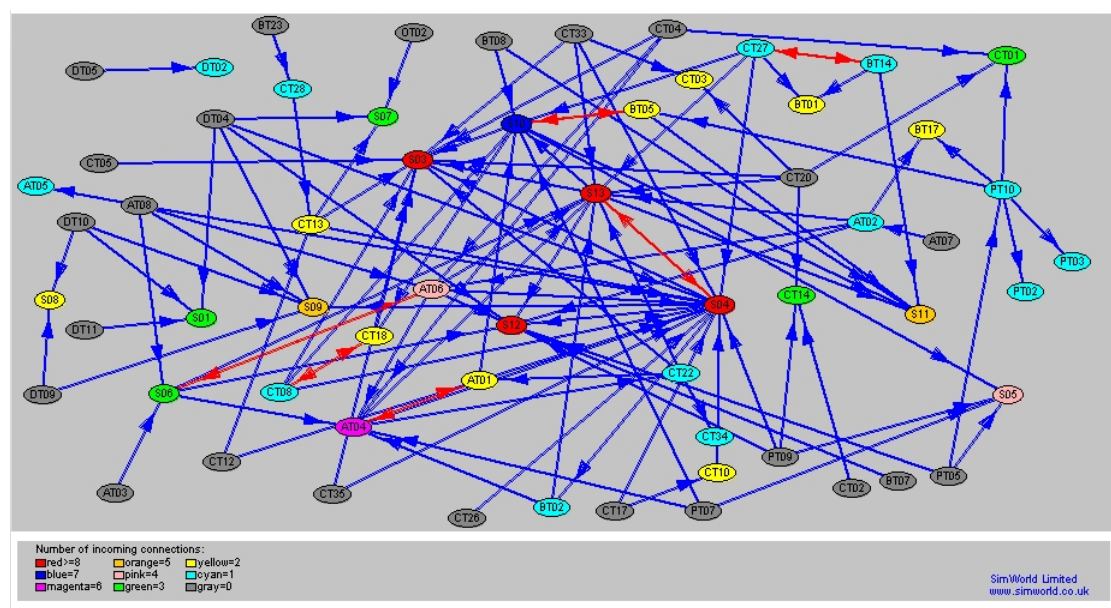 BT23
OT02
CT33
CT04
BT08
CT27
CT01
DT05
DT02
BT14
CT28
CT03
BT01
S07
BT05
DT04
BT17
CT05
S03
CT20
AT05
S13
PT10
AT08
DT10
CT13
AT02
AT07
PT03
AT06
CT14
PT02
S08
S09
S04
S11
S01
DT11
S12
CT18
CT22
AT01
DT09
S06
CT08
S05
AT04
CT34
CT12
PT09
CT10
PT05
BT07
AT03
CT35
CT02
BT02
CT26
CT17
PT07
Number of incoming connections:
red>=8 orange=5 yellow=2
blue=7 pink=4 cyan=1
magenta=6 green=3 gray=0
SimWorld Limited
www.simworld.co.uk